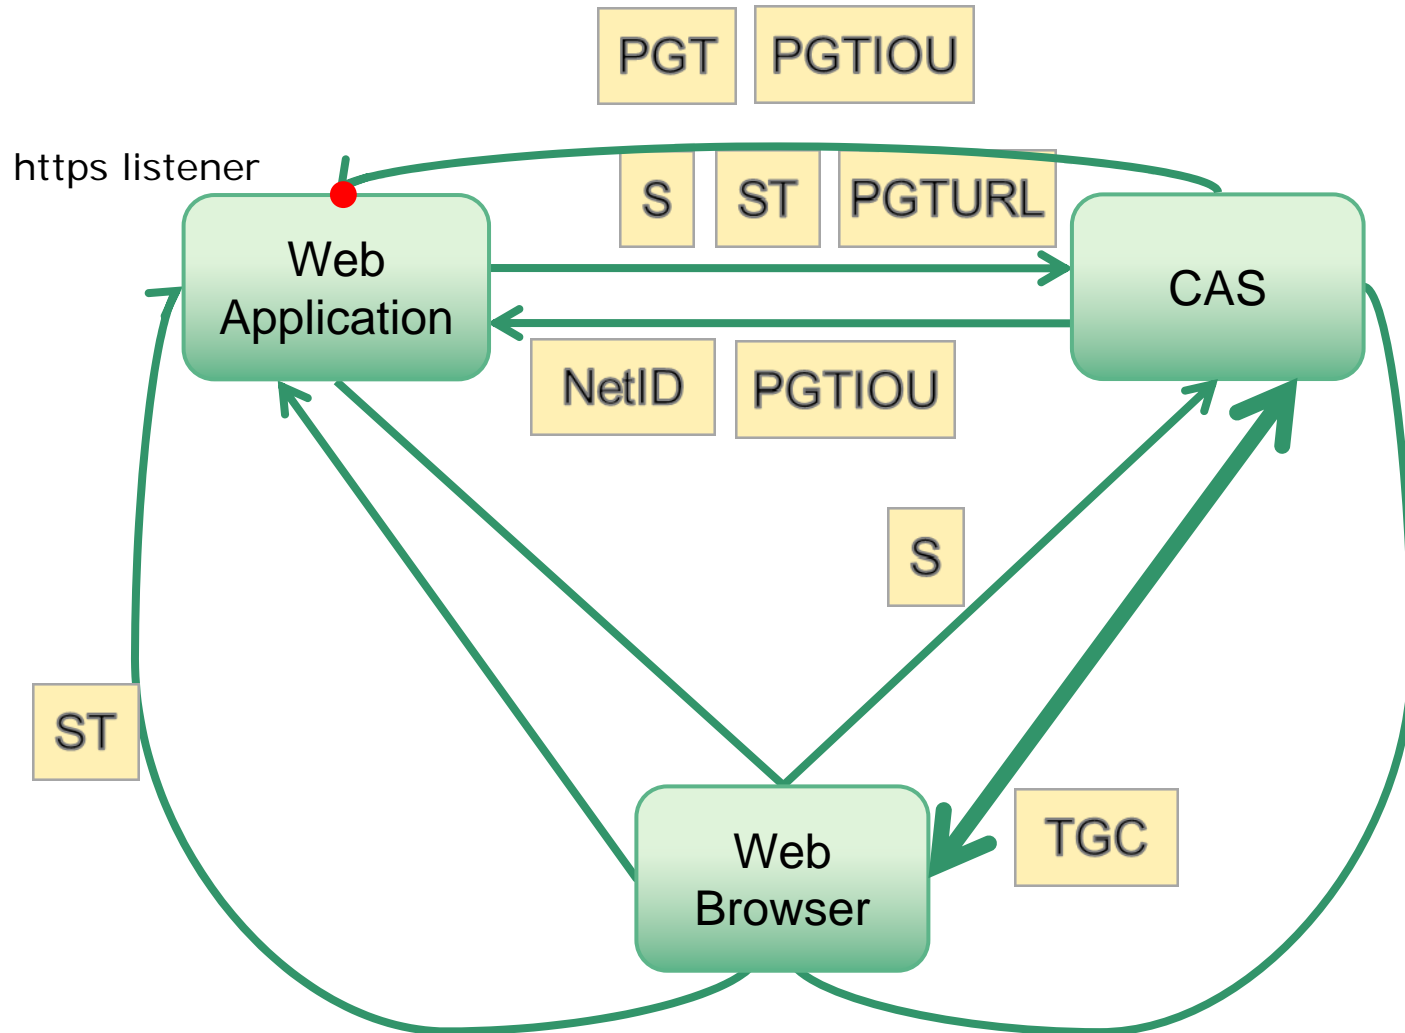 PGT
PGTIOU
https listener
S
ST
PGTURL
Web
Application
CAS
NetID
PGTIOU
S
ST
TGC
Web
Browser